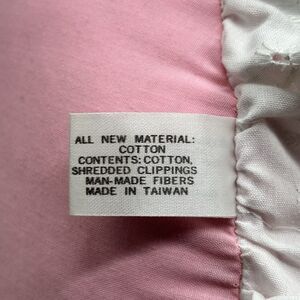 ALL NEW MATERIAL:
COTTON
CONTENTS: COTTON,
SHREDDED CLIPPINGS
MAN-MADE FIBERS
MADE IN TAIWAN